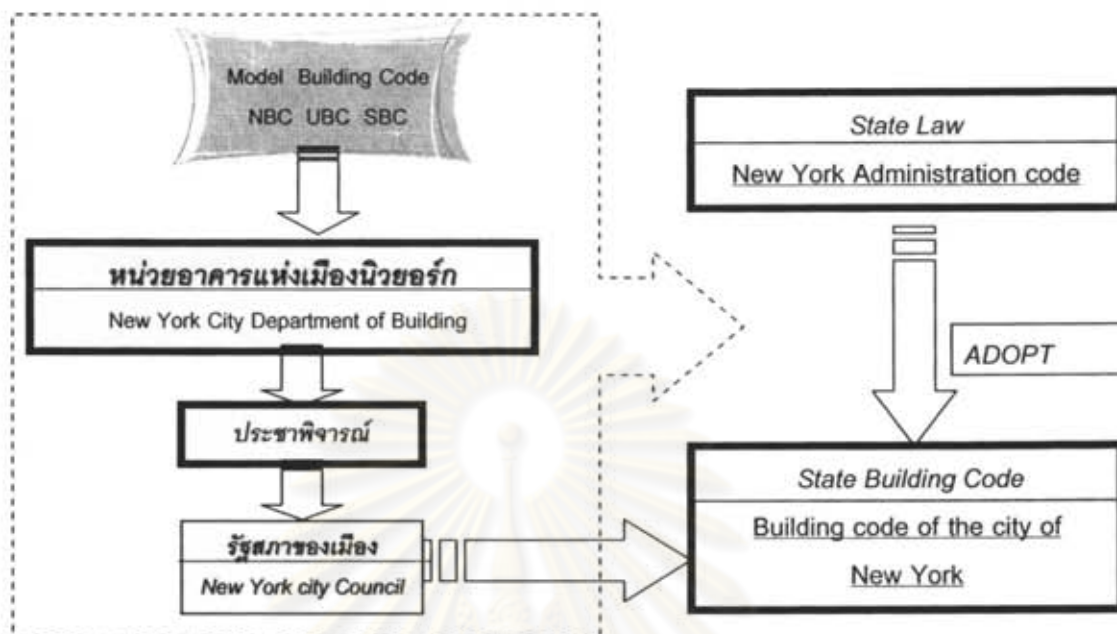 Model Building Code
NBC UBC SBC
หน่วยอาคารแห่งเมืองนิวยอร์ก
New York City Department of Building
ประชาพิจารณ์
รัฐสภาของเมือง
New York city Council
State Law
New York Administration code
ADOPT
State Building Code
Building code of the city of
New York